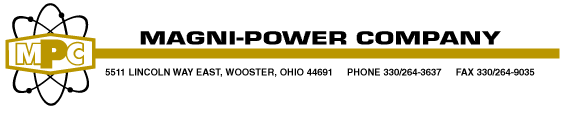 MAGNI-POWER COMPANY
MPC
5511 LINCOLN WAY EAST, WOOSTER, OHIO 44691 PHONE 330/264-3637 FAX 330/264-9035